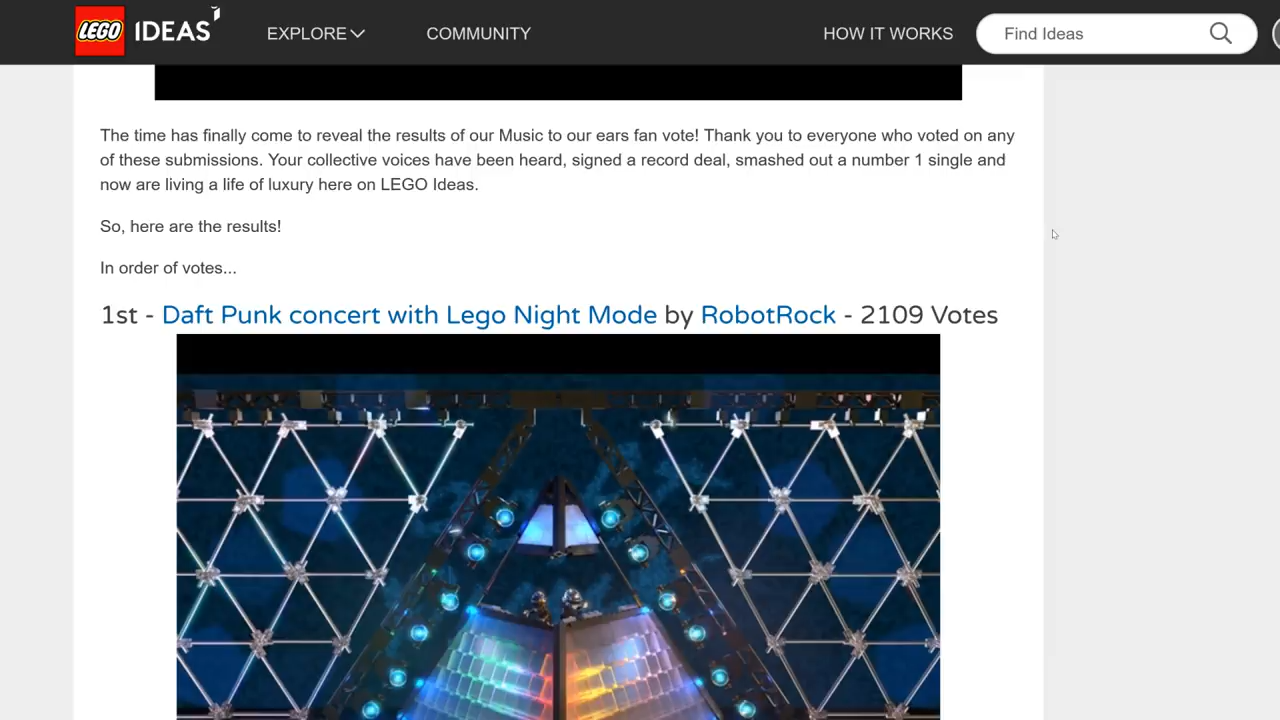 LEGO IDEAS EXPLORE COMMUNITY HOW IT WORKS Find Ideas
The time has finally come to reveal the results of our Music to our ears fan vote! Thank you to everyone who voted on any
of these submissions. Your collective voices have been heard, signed a record deal, smashed out a number 1 single and
now are living a life of luxury here on LEGO Ideas.
So, here are the results!
In order of votes...
1st - Daft Punk concert with Lego Night Mode by RobotRock - 2109 Votes